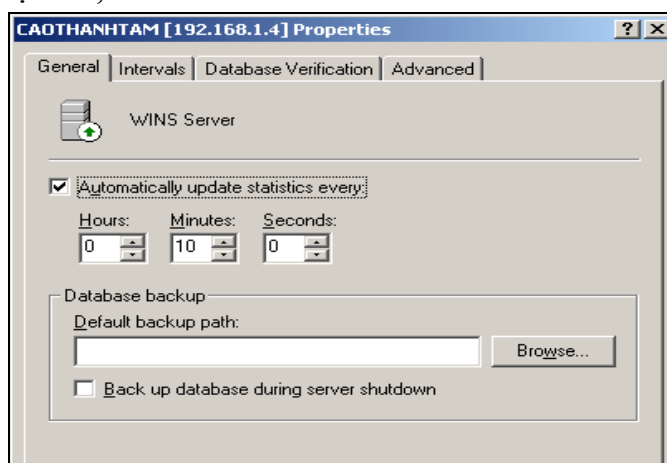 CAOTHANHTAM [192.168.1.4] Properties
General Intervals Database Verification Advanced
WINS Server
Automatically update statistics every:
Hours: Minutes: Seconds:
0 10 0
Database backup
Default backup path:
Browse...
Back up database during server shutdown